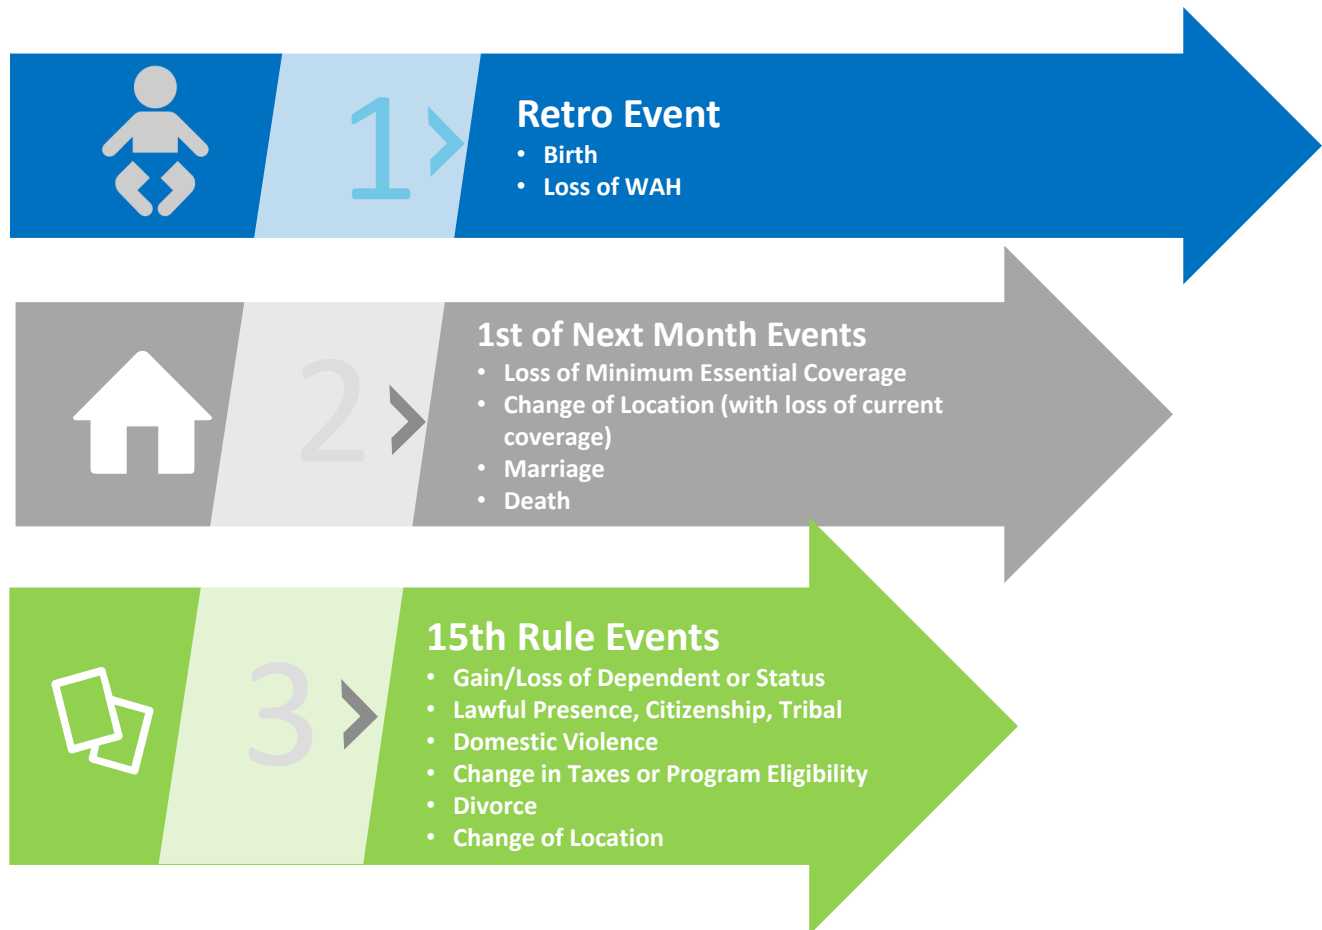 1
Retro Event
• Birth
• Loss of WAH
2
1st of Next Month Events
• Loss of Minimum Essential Coverage
• Change of Location (with loss of current
coverage)
• Marriage
• Death
3
15th Rule Events
• Gain/Loss of Dependent or Status
• Lawful Presence, Citizenship, Tribal
• Domestic Violence
• Change in Taxes or Program Eligibility
• Divorce
• Change of Location